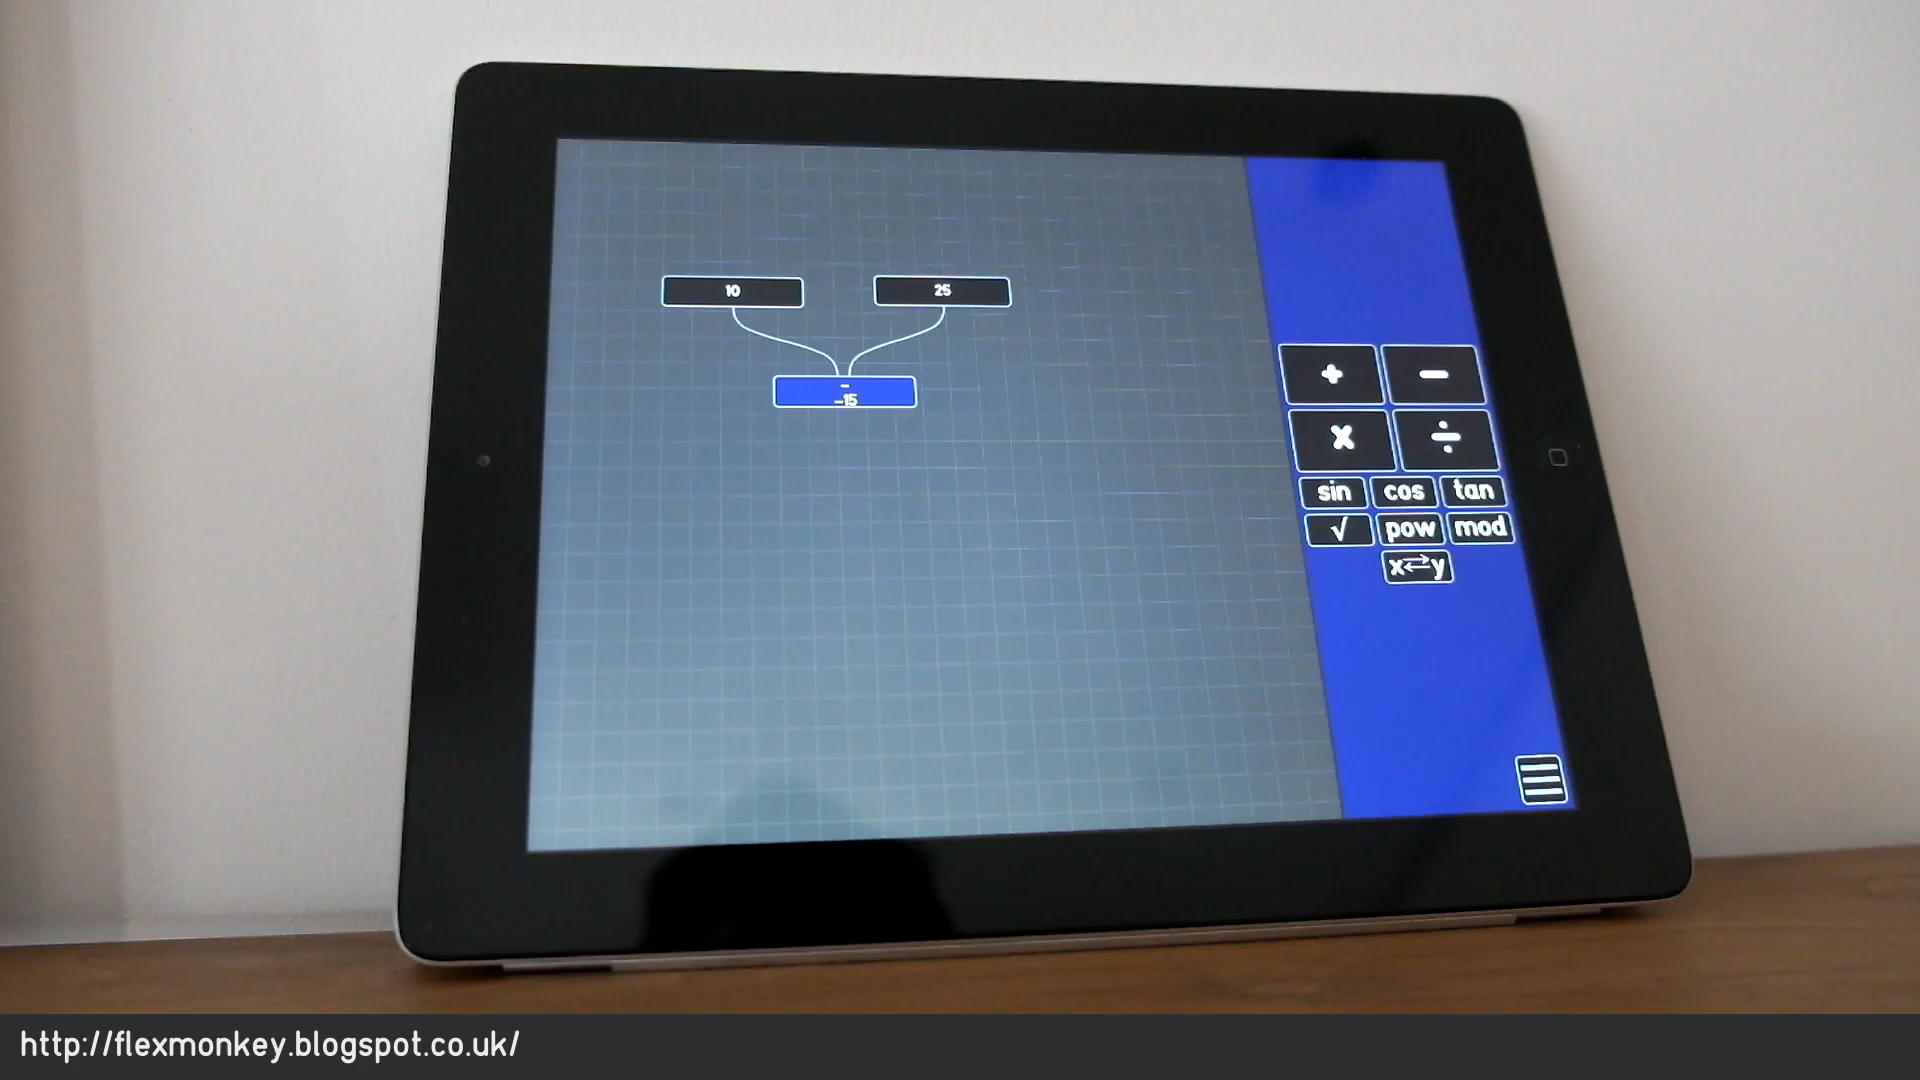 10
25
-
-15
+ -
x ÷
sin cos tan
√ pow mod
x⇄y
http://flexmonkey.blogspot.co.uk/